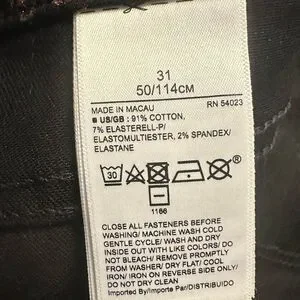 31
50/114CM
MADE IN MACAU RN 54023
■ US/GB : 91% COTTON,
7% ELASTERELL-P/
ELASTOMULTIESTER, 2% SPANDEX/
ELASTANE
30
1166
CLOSE ALL FASTENERS BEFORE
WASHING/ MACHINE WASH COLD
GENTLE CYCLE/ WASH AND DRY
INSIDE OUT WITH LIKE COLORS/ DO
NOT BLEACH/ REMOVE PROMPTLY
FROM WASHER/ DRY FLAT/ COOL
IRON/ IRON ON REVERSE SIDE ONLY/
DO NOT DRY CLEAN
Imported By/Importe Par/DISTRIBUIDO